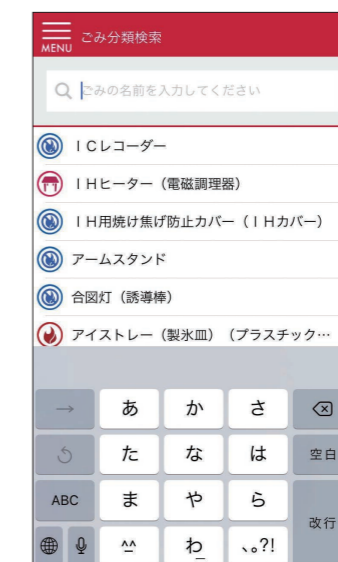 MENU ごみ分類検索
ごみの名前を入力してください
ＩＣレコーダー
ＩＨヒーター（電磁調理器）
ＩＨ用焼け焦げ防止カバー（ＩＨカバー）
アームスタンド
合図灯（誘導棒）
アイストレー（製氷皿）（プラスチック…
→ あ か さ
た な は 空白
ABC ま や ら
改行
^^ わ_ 、。?!